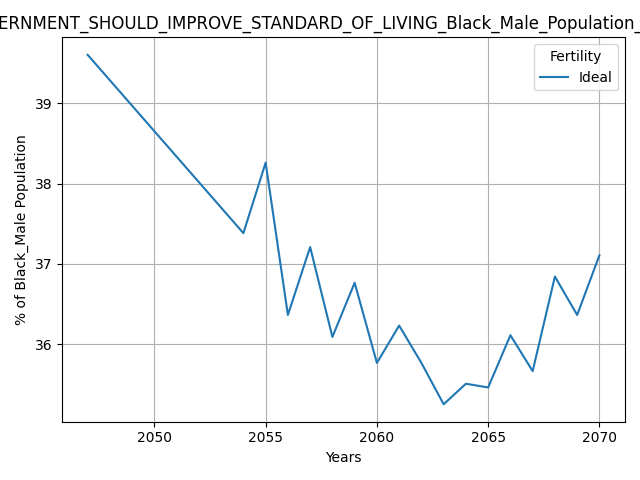 ERNMENT_SHOULD_IMPROVE_STANDARD_OF_LIVING_Black_Male_Population_
Fertility
Ideal
% of Black_Male Population
39
38
37
36
2050
2055
2060
2065
2070
Years